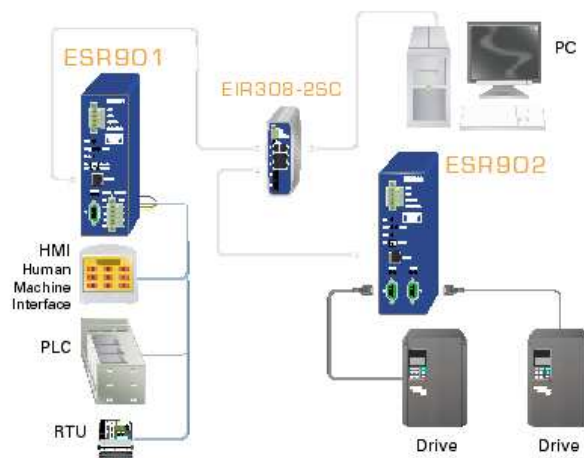 ESR901
EIR308-2SC
PC
ESR902
HMI
Human
Machine
Interface
PLC
RTU
Drive
Drive